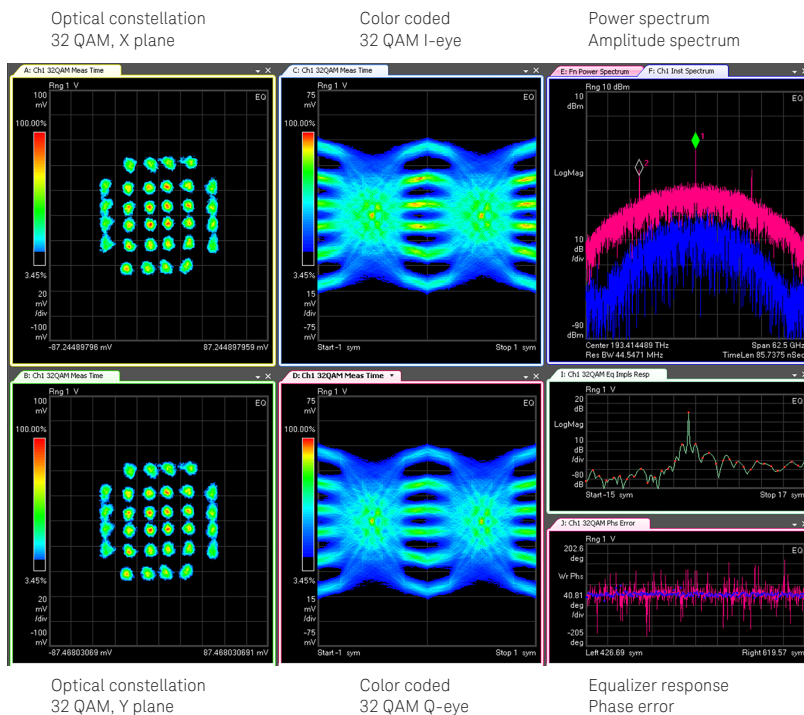 Optical constellation
32 QAM, X plane
Color coded
32 QAM I-eye
Power spectrum
Amplitude spectrum
A: Ch1 32QAM Meas Time
Rng 1 V
100
mV
EQ
100.00%
3.45%
20
mV
/div
-100
mV
-87.24489796 mV
87.244897959 mV
C: Ch1 32QAM Meas Time
Rng 1 V
75
mV
EQ
100.00%
3.45%
15
mV
/div
-75
mV
Start-1 sym
Stop 1 sym
E: Fn Power Spectrum
F: Ch1 Inst Spectrum
Rng 10 dBm
10
dBm
EQ
1
2
LogMag
10
dB
/div
-90
dBm
Center 193.414489 THz
Span 62.5 GHz
Res BW 44.5471 MHz
TimeLen 85.7375 nSec
B: Ch1 32QAM Meas Time
Rng 1 V
100
mV
EQ
100.00%
3.45%
20
mV
/div
-100
mV
-87.46803069 mV
87.468030691 mV
D: Ch1 32QAM Meas Time
Rng 1 V
75
mV
EQ
100.00%
3.45%
15
mV
/div
-75
mV
Start-1 sym
Stop 1 sym
I: Ch1 32QAM Eq Impls Resp
Rng 1 V
20
dB
EQ
LogMag
10
dB
/div
-80
dB
Start-15 sym
Stop 17 sym
J: Ch1 32QAM Phs Error
Rng 1 V
202.6
deg
EQ
Wr Phs
40.81
deg
/div
-205
deg
Left 426.69 sym
Right 619.57 sym
Optical constellation
32 QAM, Y plane
Color coded
32 QAM Q-eye
Equalizer response
Phase error